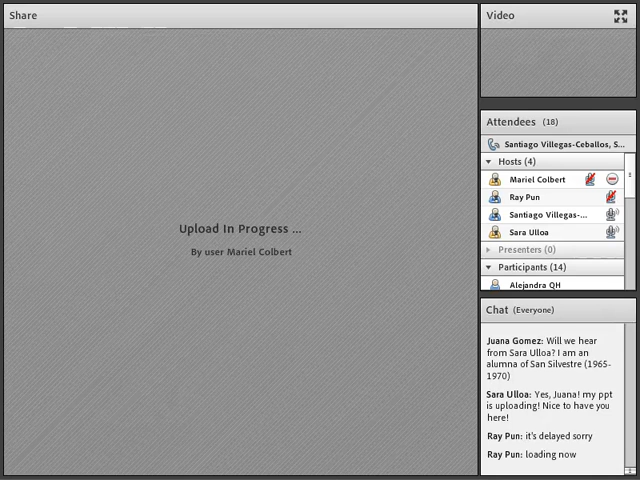 Share
Upload In Progress ...
By user Mariel Colbert
Video
Attendees (18)
Santiago Villegas-Ceballos, S...
Hosts (4)
Mariel Colbert
Ray Pun
Santiago Villegas-...
Sara Ulloa
Presenters (0)
Participants (14)
Alejandra QH
Chat (Everyone)
Juana Gomez: Will we hear
from Sara Ulloa? I am an
alumna of San Silvestre (1965-
1970)
Sara Ulloa: Yes, Juana! my ppt
is uploading! Nice to have you
here!
Ray Pun: it's delayed sorry
Ray Pun: loading now